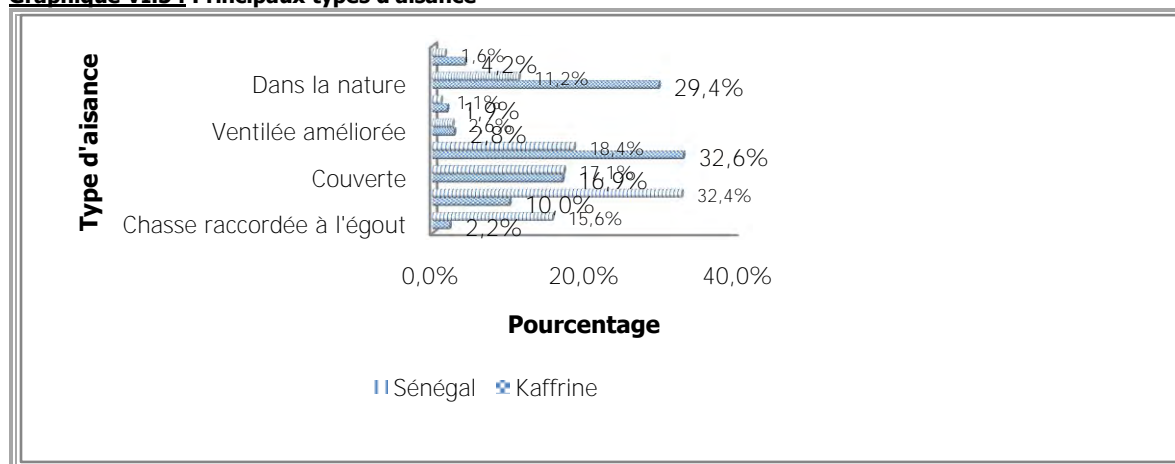 Graphique VI.3 : Principaux types d'aisance
Type d'aisance
1,6%
4,2%
Dans la nature
11,2%
29,4%
1,1%
1,9%
Ventilée améliorée
2,6%
2,8%
18,4%
32,6%
Couverte
17,1%
16,9%
32,4%
10,0%
Chasse raccordée à l'égout
15,6%
2,2%
0,0% 20,0% 40,0%
Pourcentage
Sénégal Kaffrine